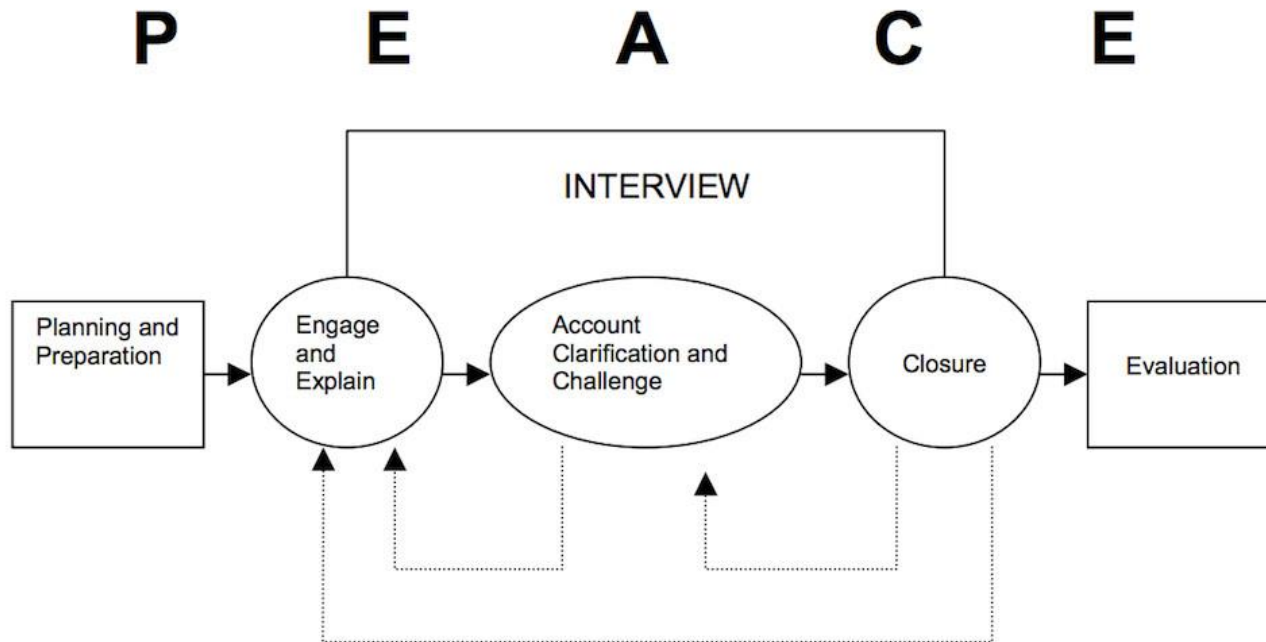 P E A C E
INTERVIEW
Planning and
Preparation
Engage
and
Explain
Account
Clarification and
Challenge
Closure
Evaluation